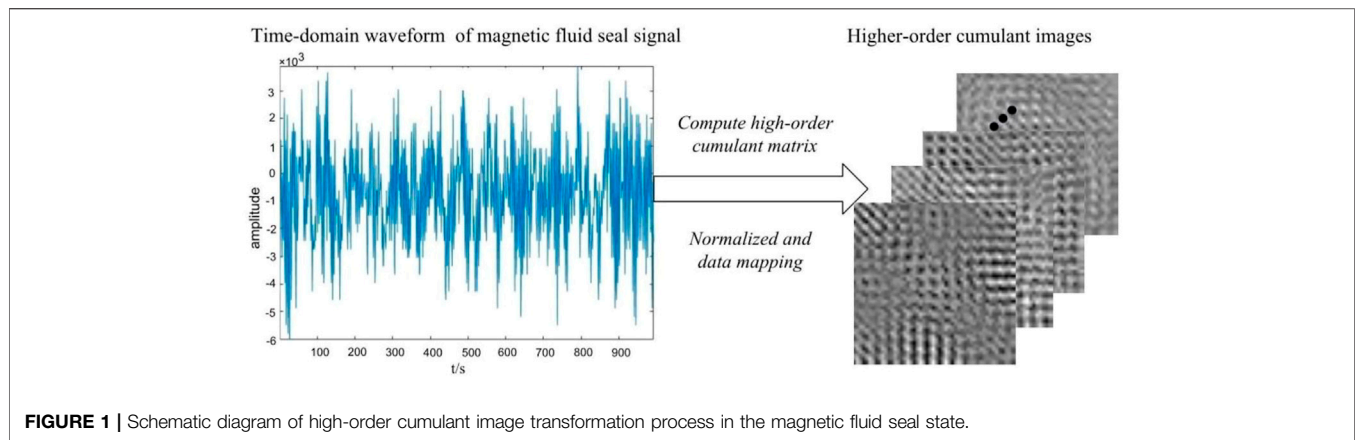 Time-domain waveform of magnetic fluid seal signal
×10³
3
2
1
0
-1
-2
-3
-4
-5
-6
amplitude
100 200 300 400 500 600 700 800 900
t/s
Compute high-order
cumulant matrix
Normalized and
data mapping
Higher-order cumulant images
FIGURE 1 | Schematic diagram of high-order cumulant image transformation process in the magnetic fluid seal state.